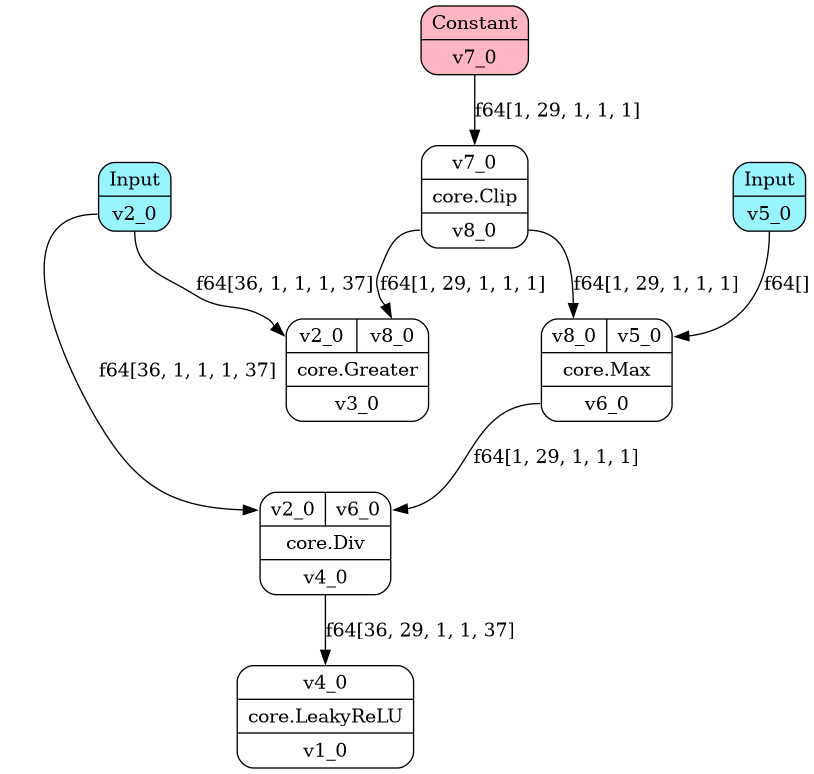 Constant
v7_0
f64[1, 29, 1, 1, 1]
v7_0
core.Clip
v8_0
Input
v2_0
Input
v5_0
f64[36, 1, 1, 1, 37]
f64[1, 29, 1, 1, 1]
f64[1, 29, 1, 1, 1]
f64[]
v2_0 v8_0
core.Greater
v3_0
v8_0 v5_0
core.Max
v6_0
f64[36, 1, 1, 1, 37]
f64[1, 29, 1, 1, 1]
v2_0 v6_0
core.Div
v4_0
f64[36, 29, 1, 1, 37]
v4_0
core.LeakyReLU
v1_0